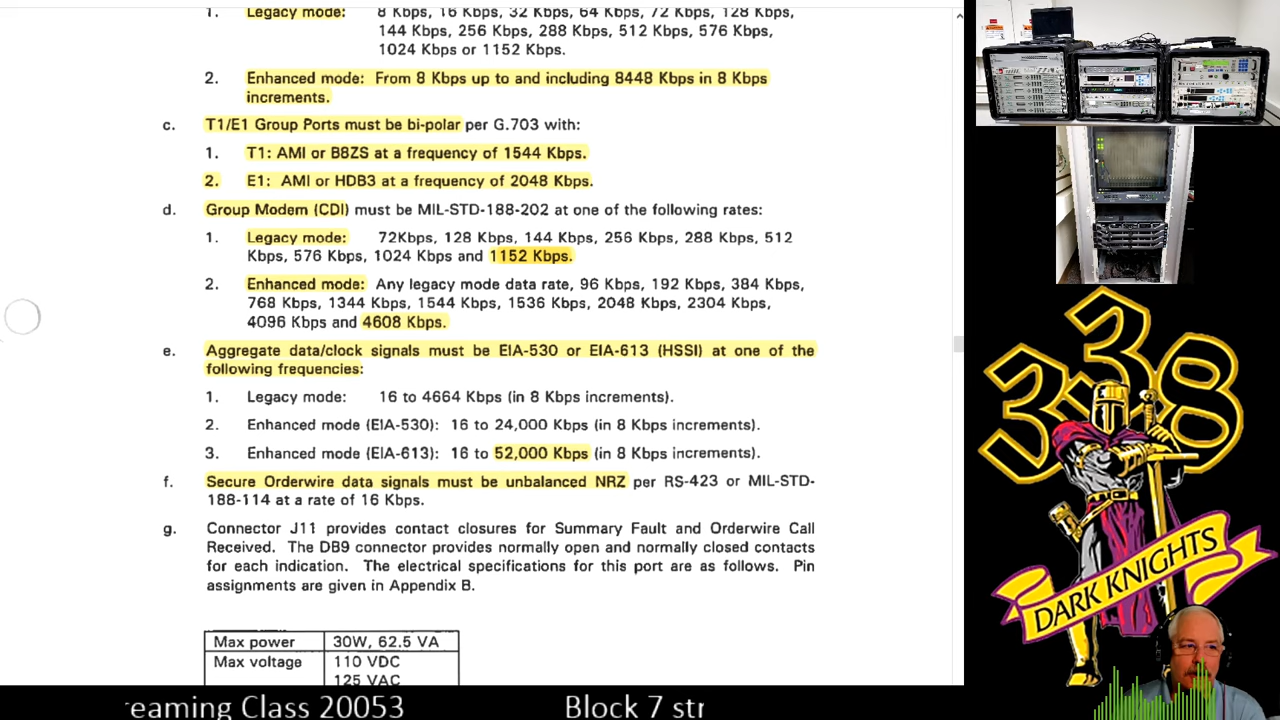 1. Legacy mode: 8 Kbps, 16 Kbps, 32 Kbps, 64 Kbps, 72 Kbps, 128 Kbps,
144 Kbps, 256 Kbps, 288 Kbps, 512 Kbps, 576 Kbps,
1024 Kbps or 1152 Kbps.
2. Enhanced mode: From 8 Kbps up to and including 8448 Kbps in 8 Kbps
increments.
c. T1/E1 Group Ports must be bi-polar per G.703 with:
1. T1: AMI or B8ZS at a frequency of 1544 Kbps.
2. E1: AMI or HDB3 at a frequency of 2048 Kbps.
d. Group Modem (CDI) must be MIL-STD-188-202 at one of the following rates:
1. Legacy mode: 72Kbps, 128 Kbps, 144 Kbps, 256 Kbps, 288 Kbps, 512
Kbps, 576 Kbps, 1024 Kbps and 1152 Kbps.
2. Enhanced mode: Any legacy mode data rate, 96 Kbps, 192 Kbps, 384 Kbps,
768 Kbps, 1344 Kbps, 1544 Kbps, 1536 Kbps, 2048 Kbps, 2304 Kbps,
4096 Kbps and 4608 Kbps.
e. Aggregate data/clock signals must be EIA-530 or EIA-613 (HSSI) at one of the
following frequencies:
1. Legacy mode: 16 to 4664 Kbps (in 8 Kbps increments).
2. Enhanced mode (EIA-530): 16 to 24,000 Kbps (in 8 Kbps increments).
3. Enhanced mode (EIA-613): 16 to 52,000 Kbps (in 8 Kbps increments).
f. Secure Orderwire data signals must be unbalanced NRZ per RS-423 or MIL-STD-
188-114 at a rate of 16 Kbps.
g. Connector J11 provides contact closures for Summary Fault and Orderwire Call
Received. The DB9 connector provides normally open and normally closed contacts
for each indication. The electrical specifications for this port are as follows. Pin
assignments are given in Appendix B.
Max power 30W, 62.5 VA
Max voltage 110 VDC
125 VAC
338
DARK KNIGHTS
reaming Class 20053 Block 7 str